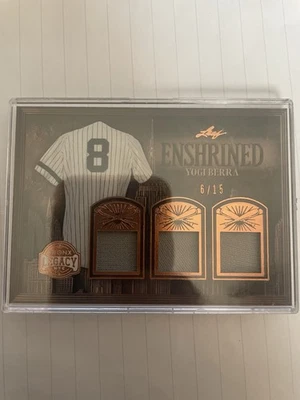 8
Leaf
ENSHRINED
YOGI BERRA
6/15
LEGACY